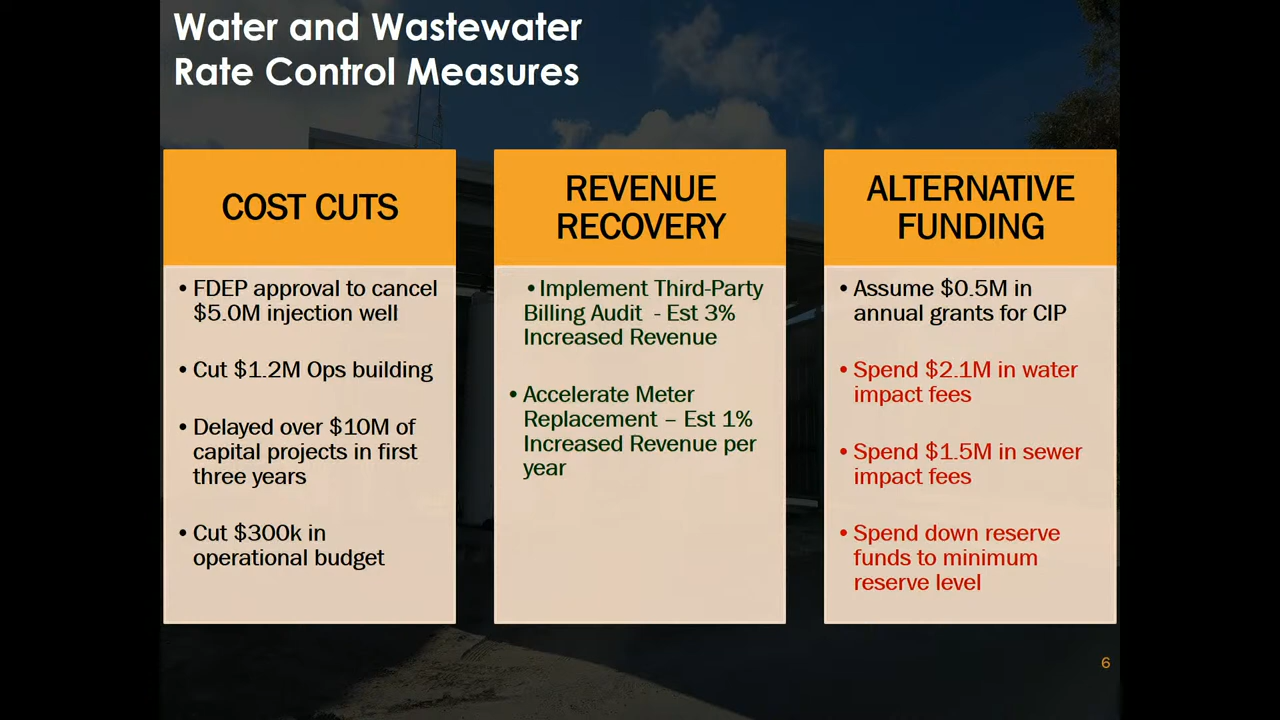 Water and Wastewater
Rate Control Measures
COST CUTS
• FDEP approval to cancel
$5.0M injection well
• Cut $1.2M Ops building
• Delayed over $10M of
capital projects in first
three years
• Cut $300k in
operational budget
REVENUE
RECOVERY
• Implement Third-Party
Billing Audit - Est 3%
Increased Revenue
• Accelerate Meter
Replacement – Est 1%
Increased Revenue per
year
ALTERNATIVE
FUNDING
• Assume $0.5M in
annual grants for CIP
• Spend $2.1M in water
impact fees
• Spend $1.5M in sewer
impact fees
• Spend down reserve
funds to minimum
reserve level
6